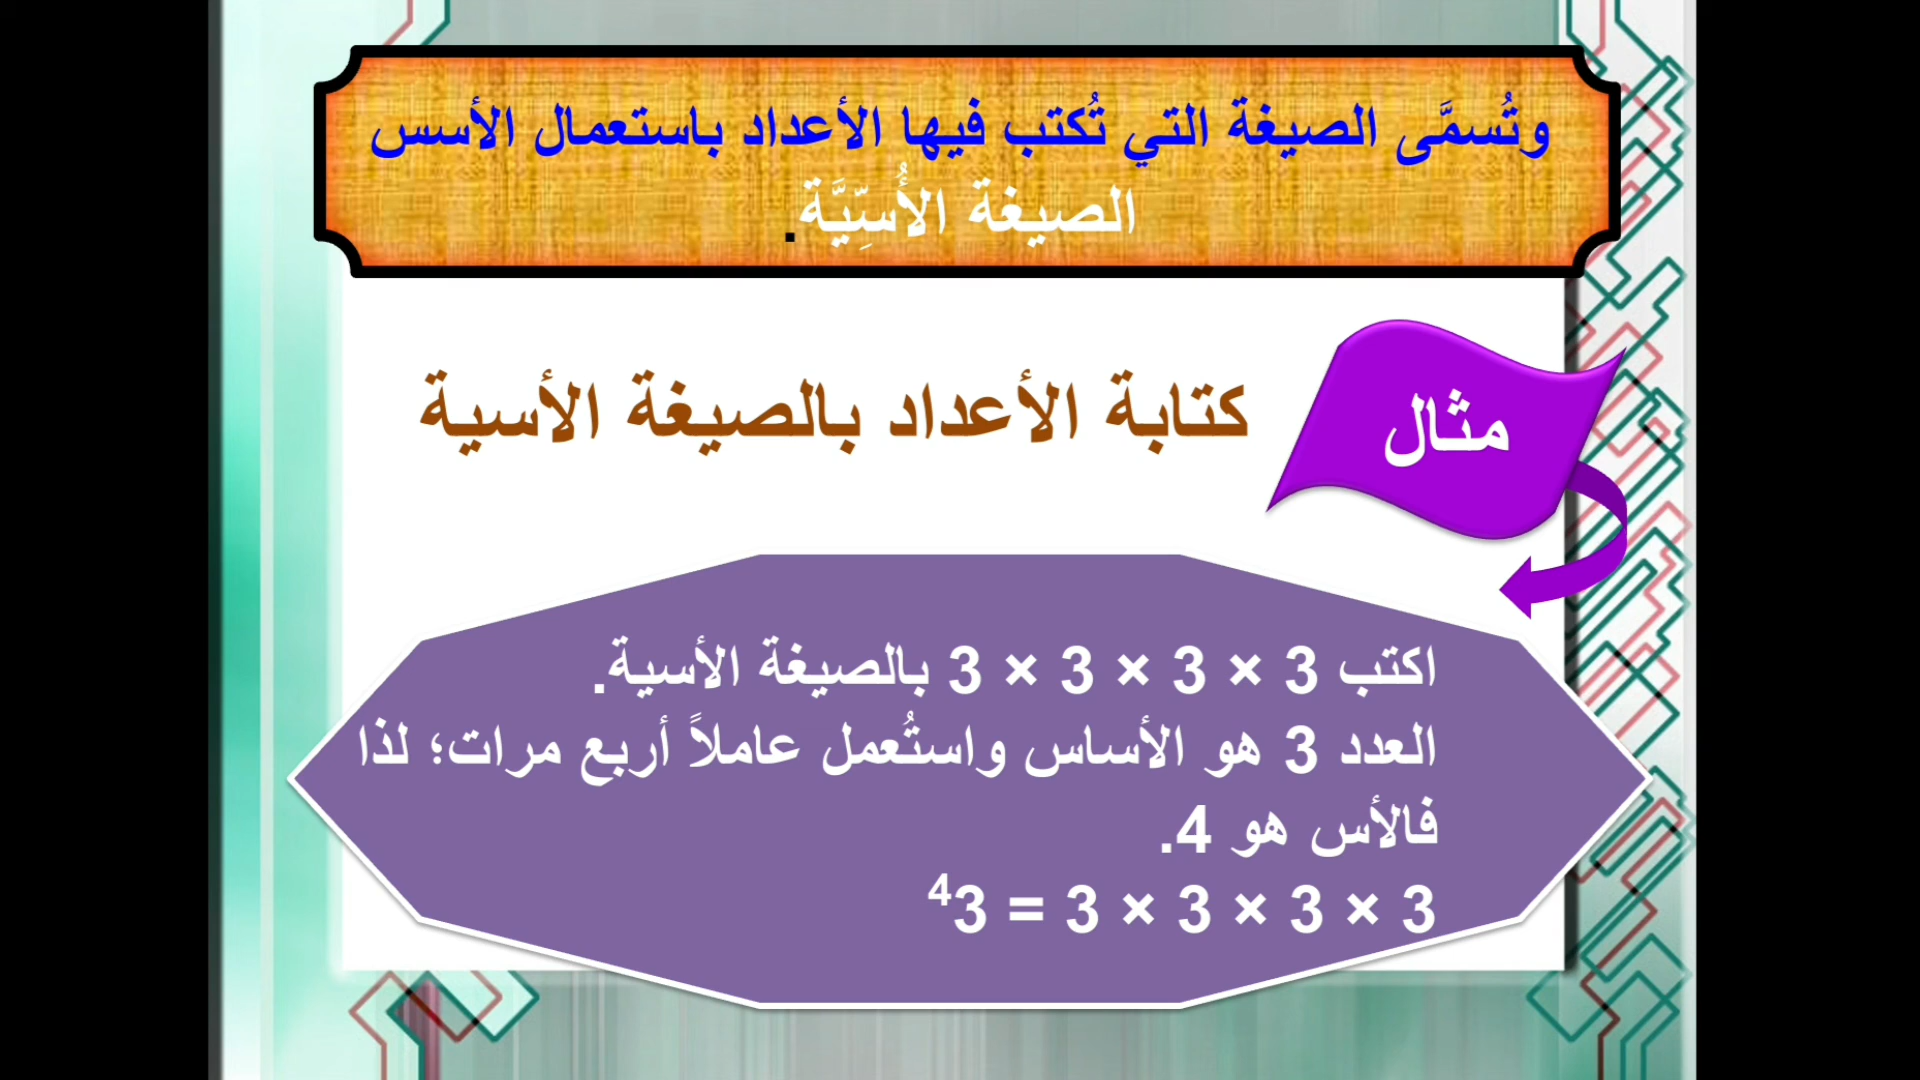 وتُسمَّى الصيغة التي تُكتب فيها الأعداد باستعمال الأسس
الصيغة الأُسِّيَّة.
مثال
كتابة الأعداد بالصيغة الأسية
اكتب 3 × 3 × 3 × 3 بالصيغة الأسية.
العدد 3 هو الأساس واستُعمل عاملاً أربع مرات؛ لذا
فالأس هو 4.
3 × 3 × 3 × 3 = 3⁴